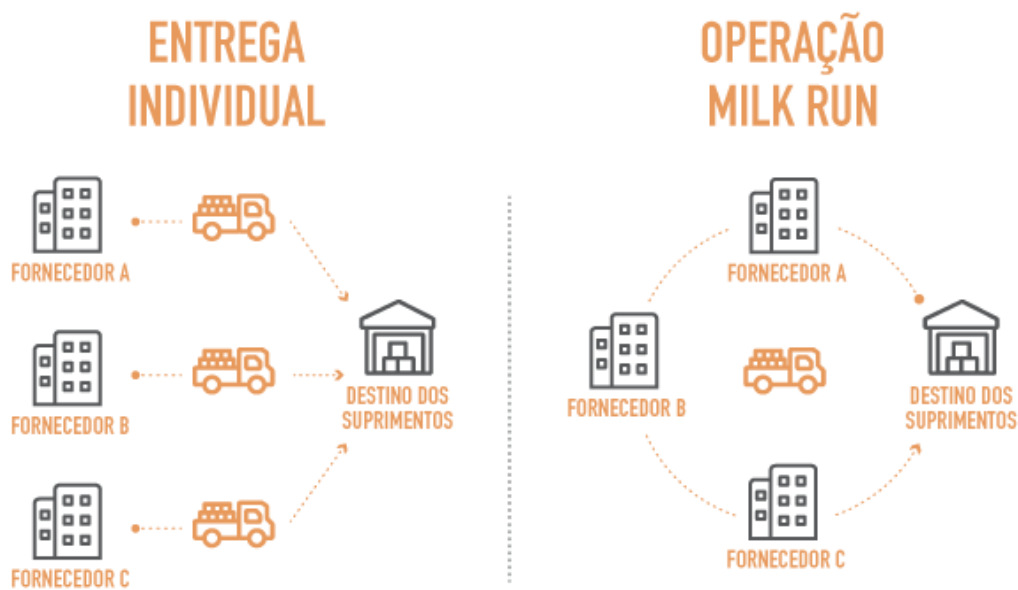 ENTREGA
INDIVIDUAL
FORNECEDOR A
FORNECEDOR B
FORNECEDOR C
DESTINO DOS
SUPRIMENTOS
OPERAÇÃO
MILK RUN
FORNECEDOR A
FORNECEDOR B
FORNECEDOR C
DESTINO DOS
SUPRIMENTOS